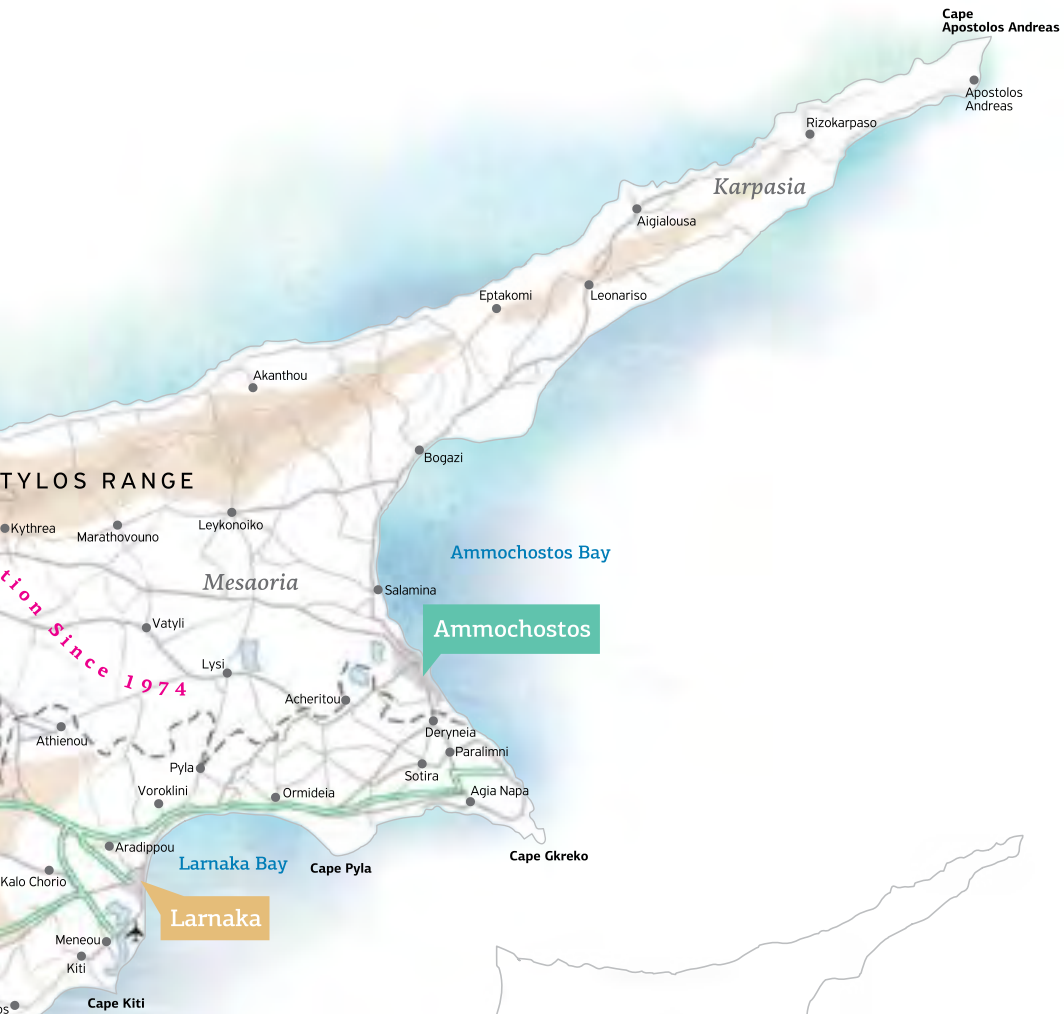 Cape
Apostolos Andreas
Apostolos
Andreas
Rizokarpaso
Karpasia
Aigialousa
Eptakomi
Leonariso
Akanthou
Bogazi
TYLOS RANGE
Kythrea
Marathovouno
Leykonoiko
Ammochostos Bay
Mesaoria
Salamina
tion Since 1974
Vatyli
Ammochostos
Lysi
Acheritou
Athienou
Deryneia
Paralimni
Pyla
Sotira
Voroklini
Ormideia
Agia Napa
Aradippou
Cape Gkreko
Larnaka Bay
Cape Pyla
Kalo Chorio
Larnaka
Meneou
Kiti
Cape Kiti
os